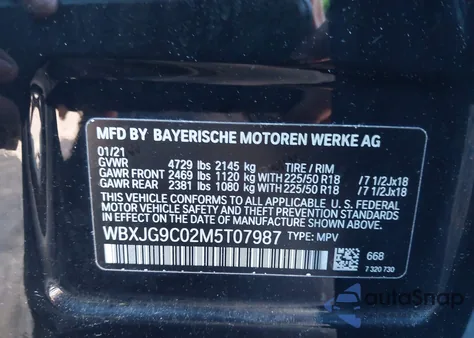 MFD BY BAYERISCHE MOTOREN WERKE AG
01/21
GVWR 4729 lbs 2145 kg TIRE / RIM
GAWR FRONT 2469 lbs 1120 kg WITH 225/50 R18 /7 1/2Jx18
GAWR REAR 2381 lbs 1080 kg WITH 225/50 R18 /7 1/2Jx18
THIS VEHICLE CONFORMS TO ALL APPLICABLE U.S. FEDERAL
MOTOR VEHICLE SAFETY, BUMPER, AND THEFT PREVENTION
STANDARDS IN EFFECT ON THE DATE OF MANUFACTURE SHOWN ABOVE.
WBXJG9C02M5T07987 TYPE: MPV
668
7 320 730
autoSnap